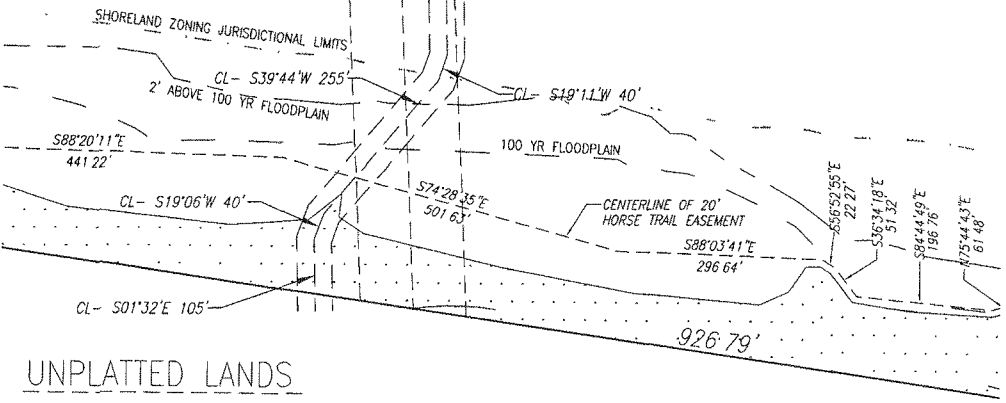 SHORELAND ZONING JURISDICTIONAL LIMITS
CL- S39°44'W 255'
2' ABOVE 100 YR FLOODPLAIN
CL- S19°11'W 40'
S88°20'11"E
441 22'
100 YR FLOODPLAIN
CL- S19°06'W 40'
S74°28'35"E
501 63'
CENTERLINE OF 20'
HORSE TRAIL EASEMENT
S88°03'41"E
296 64'
S56°52'55"E
22 27'
S36°34'18"E
51 32'
S84°44'49"E
196 76'
N75°44'43"E
61 48'
CL- S01°32'E 105'
926.79'
UNPLATTED LANDS